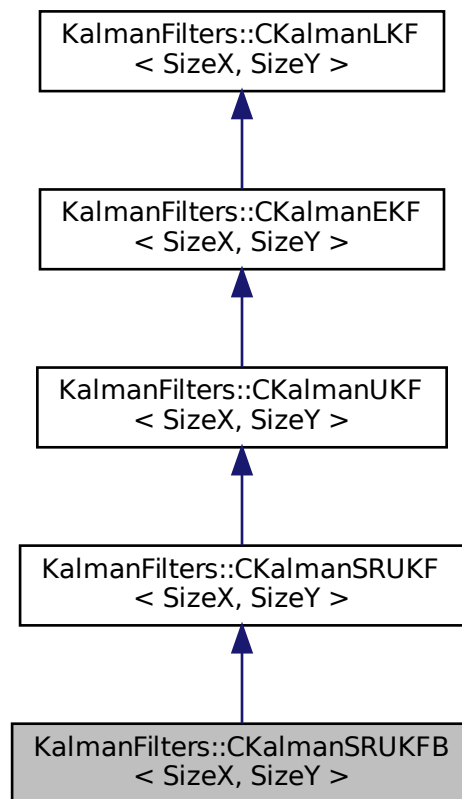 KalmanFilters::CKalmanLKF
< SizeX, SizeY >
KalmanFilters::CKalmanEKF
< SizeX, SizeY >
KalmanFilters::CKalmanUKF
< SizeX, SizeY >
KalmanFilters::CKalmanSRUKF
< SizeX, SizeY >
KalmanFilters::CKalmanSRUKFB
< SizeX, SizeY >